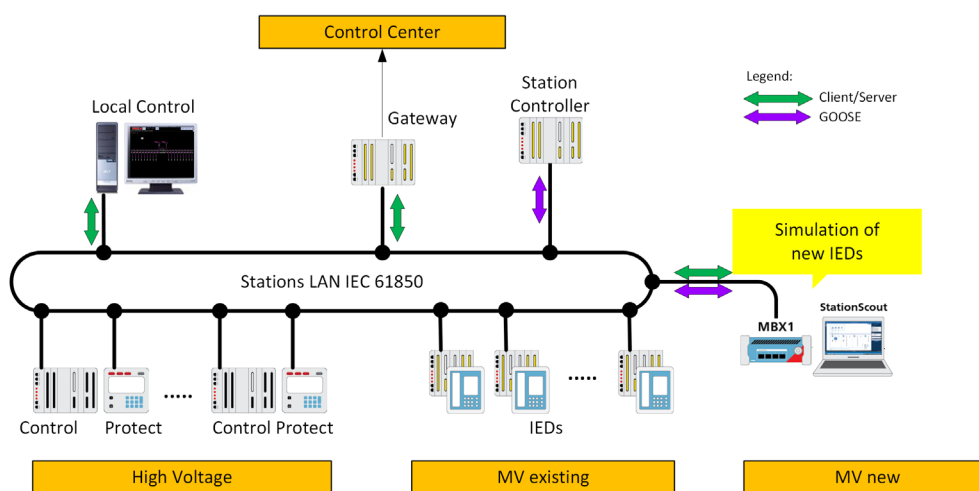 Control Center
Station
Controller
Legend:
Client/Server
GOOSE
Local Control
Gateway
Simulation of
new IEDs
Stations LAN IEC 61850
MBX1
StationScout
Control
Protect
Control
Protect
IEDs
High Voltage
MV existing
MV new